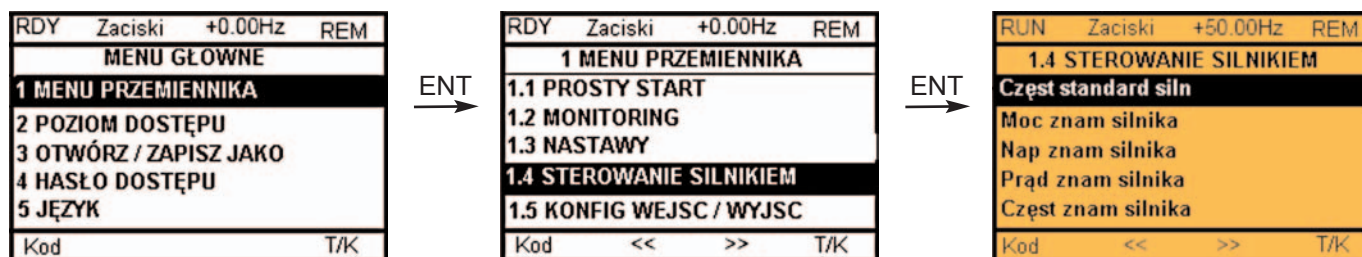 RDY Zaciski +0.00Hz REM
MENU GŁOWNE
1 MENU PRZEMIENNIKA
2 POZIOM DOSTĘPU
3 OTWÓRZ / ZAPISZ JAKO
4 HASŁO DOSTĘPU
5 JĘZYK
Kod T/K
ENT
RDY Zaciski +0.00Hz REM
1 MENU PRZEMIENNIKA
1.1 PROSTY START
1.2 MONITORING
1.3 NASTAWY
1.4 STEROWANIE SILNIKIEM
1.5 KONFIG WEJSC / WYJSC
Kod << >> T/K
ENT
RUN Zaciski +50.00Hz REM
1.4 STEROWANIE SILNIKIEM
Częst standard siln
Moc znam silnika
Nap znam silnika
Prąd znam silnika
Częst znam silnika
Kod << >> T/K